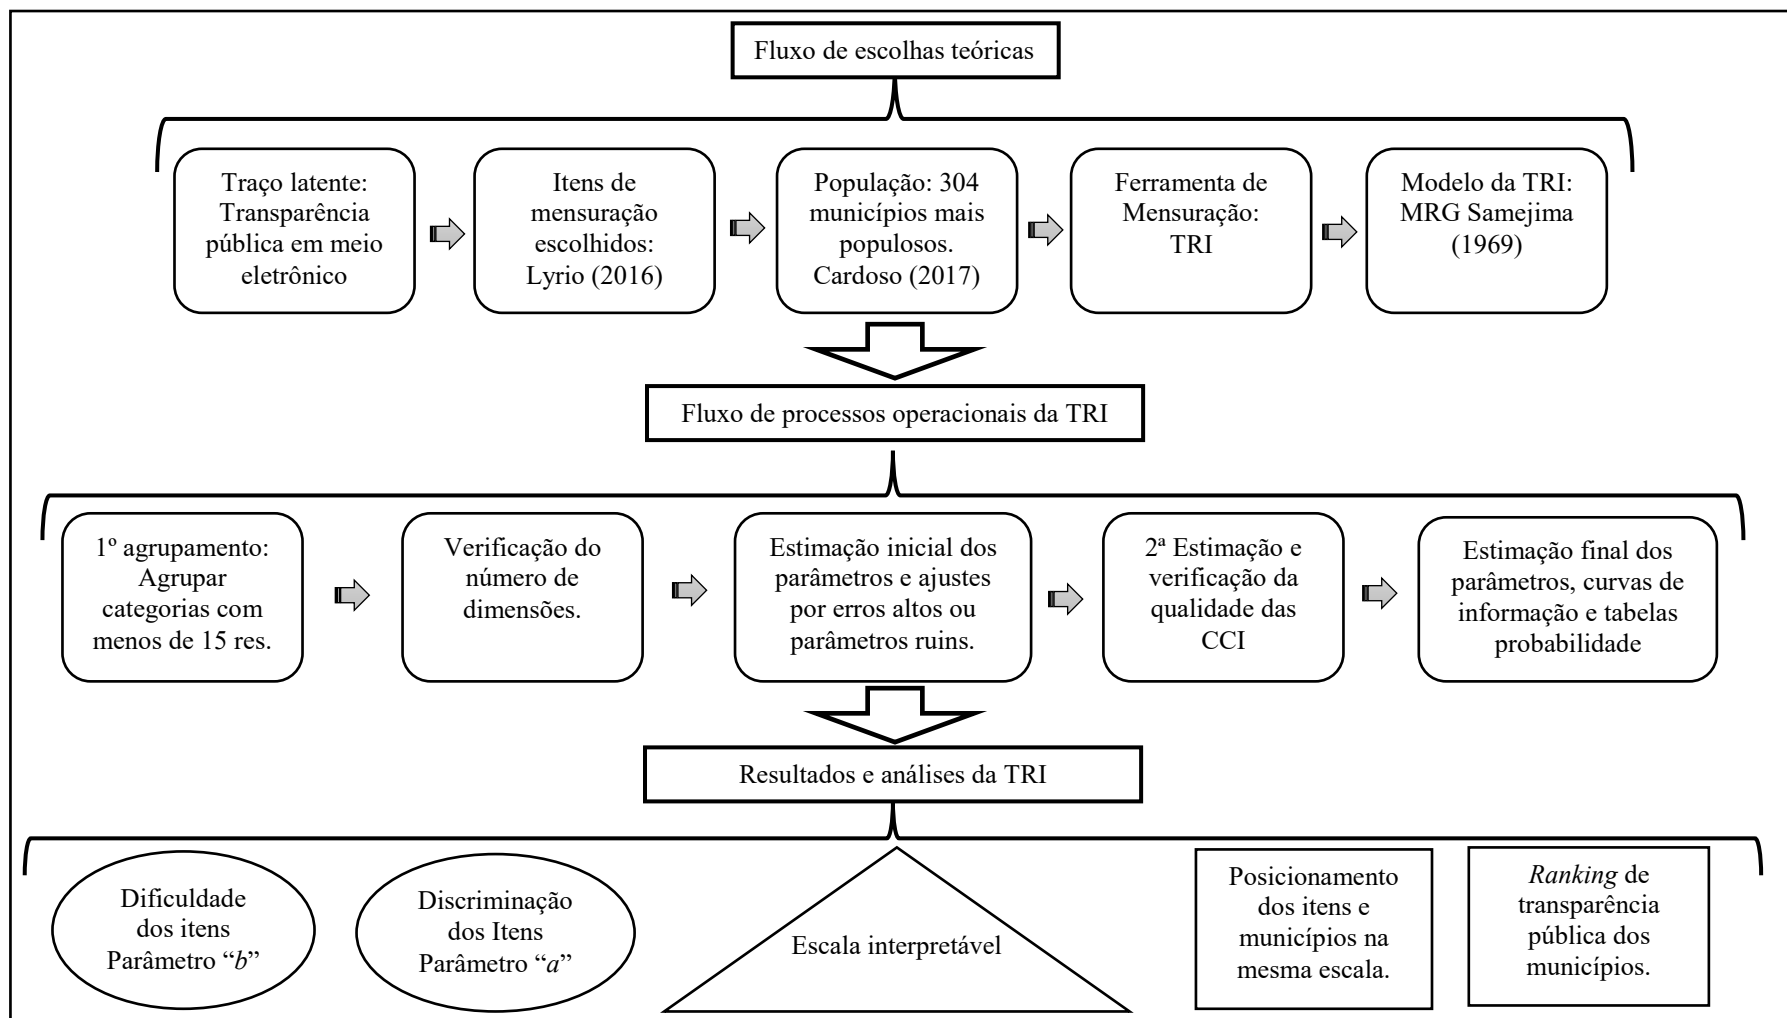 Fluxo de escolhas teóricas
Traço latente:
Transparência
pública em meio
eletrônico
Itens de
mensuração
escolhidos:
Lyrio (2016)
População: 304
municípios mais
populosos.
Cardoso (2017)
Ferramenta de
Mensuração:
TRI
Modelo da TRI:
MRG Samejima
(1969)
Fluxo de processos operacionais da TRI
1º agrupamento:
Agrupar
categorias com
menos de 15 res.
Verificação do
número de
dimensões.
Estimação inicial dos
parâmetros e ajustes
por erros altos ou
parâmetros ruins.
2ª Estimação e
verificação da
qualidade das
CCI
Estimação final dos
parâmetros, curvas de
informação e tabelas
probabilidade
Resultados e análises da TRI
Dificuldade
dos itens
Parâmetro “b”
Discriminação
dos Itens
Parâmetro “a”
Escala interpretável
Posicionamento
dos itens e
municípios na
mesma escala.
Ranking de
transparência
pública dos
municípios.